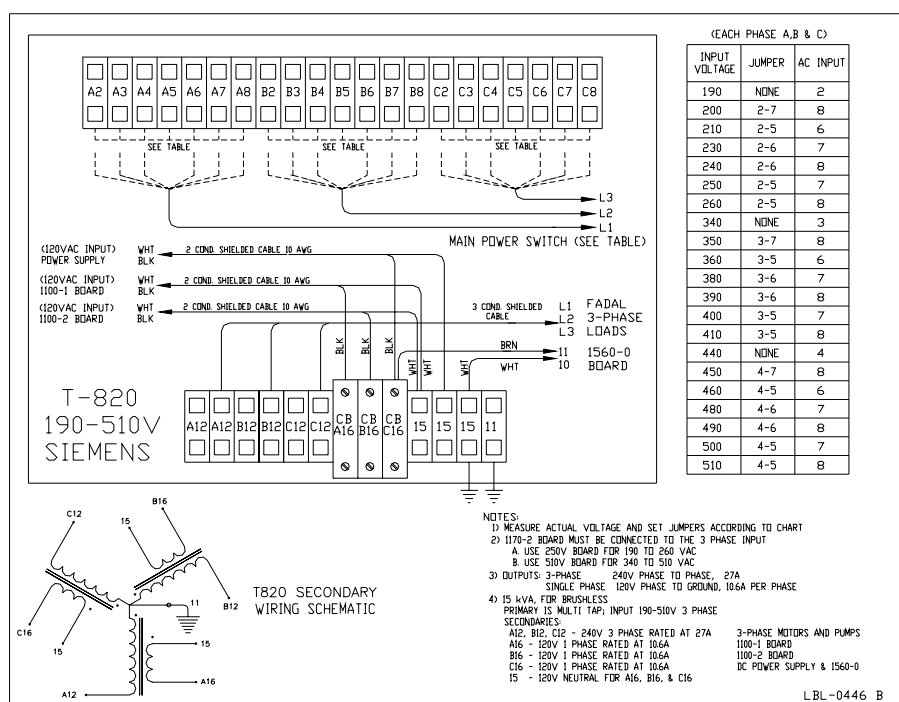 (EACH PHASE A,B & C)
INPUT VOLTAGE JUMPER AC INPUT
190 NONE 2
200 2-7 8
210 2-5 6
230 2-6 7
240 2-6 8
250 2-5 7
260 2-5 8
340 NONE 3
350 3-7 8
360 3-5 6
380 3-6 7
390 3-6 8
400 3-5 7
410 3-5 8
440 NONE 4
450 4-7 8
460 4-5 6
480 4-6 7
490 4-6 8
500 4-5 7
510 4-5 8
A2 A3 A4 A5 A6 A7 A8 B2 B3 B4 B5 B6 B7 B8 C2 C3 C4 C5 C6 C7 C8
SEE TABLE SEE TABLE SEE TABLE
L3
L2
L1
MAIN POWER SWITCH (SEE TABLE)
(120VAC INPUT) WHT 2 COND. SHIELDED CABLE 10 AWG
POWER SUPPLY BLK
(120VAC INPUT) WHT 2 COND. SHIELDED CABLE 10 AWG
1100-1 BOARD BLK
(120VAC INPUT) WHT 2 COND. SHIELDED CABLE 10 AWG
1100-2 BOARD BLK
3 COND. SHIELDED CABLE
L1 FADAL
L2 3-PHASE
L3 LOADS
BLK BLK BLK WHT WHT WHT
BRN 11 1560-0
WHT 10 BOARD
T-820
190-510V
SIEMENS
A12 A12 B12 B12 C12 C12 CB A16 CB B16 CB C16 15 15 15 11
C12 15 B16
B12
11
C16 15
15
A12 A16
T820 SECONDARY
WIRING SCHEMATIC
NOTES:
1) MEASURE ACTUAL VOLTAGE AND SET JUMPERS ACCORDING TO CHART
2) 1170-2 BOARD MUST BE CONNECTED TO THE 3 PHASE INPUT
A. USE 250V BOARD FOR 190 TO 260 VAC
B. USE 510V BOARD FOR 340 TO 510 VAC
3) OUTPUTS: 3-PHASE 240V PHASE TO PHASE, 27A
SINGLE PHASE 120V PHASE TO GROUND, 10.6A PER PHASE
4) 15 kVA, FOR BRUSHLESS
PRIMARY IS MULTI TAP; INPUT 190-510V 3 PHASE
SECONDARIES:
A12, B12, C12 - 240V 3 PHASE RATED AT 27A 3-PHASE MOTORS AND PUMPS
A16 - 120V 1 PHASE RATED AT 10.6A 1100-1 BOARD
B16 - 120V 1 PHASE RATED AT 10.6A 1100-2 BOARD
C16 - 120V 1 PHASE RATED AT 10.6A DC POWER SUPPLY & 1560-0
15 - 120V NEUTRAL FOR A16, B16, & C16
LBL-0446 B